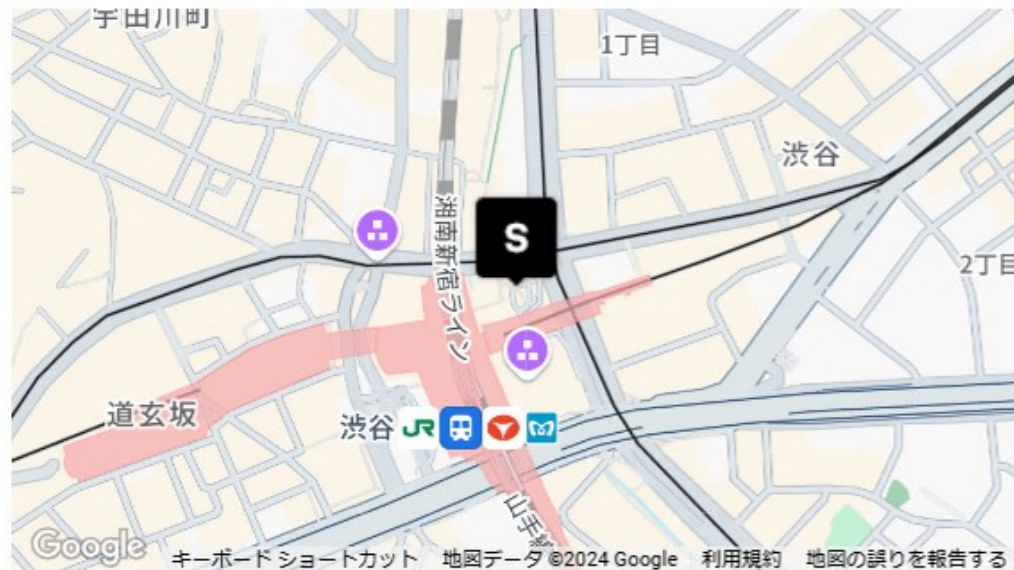 宇田川町
1丁目
渋谷
湘南新宿ライン
S
2丁目
道玄坂
渋谷 JR
山手線
Google
キーボード ショートカット 地図データ ©2024 Google 利用規約 地図の誤りを報告する